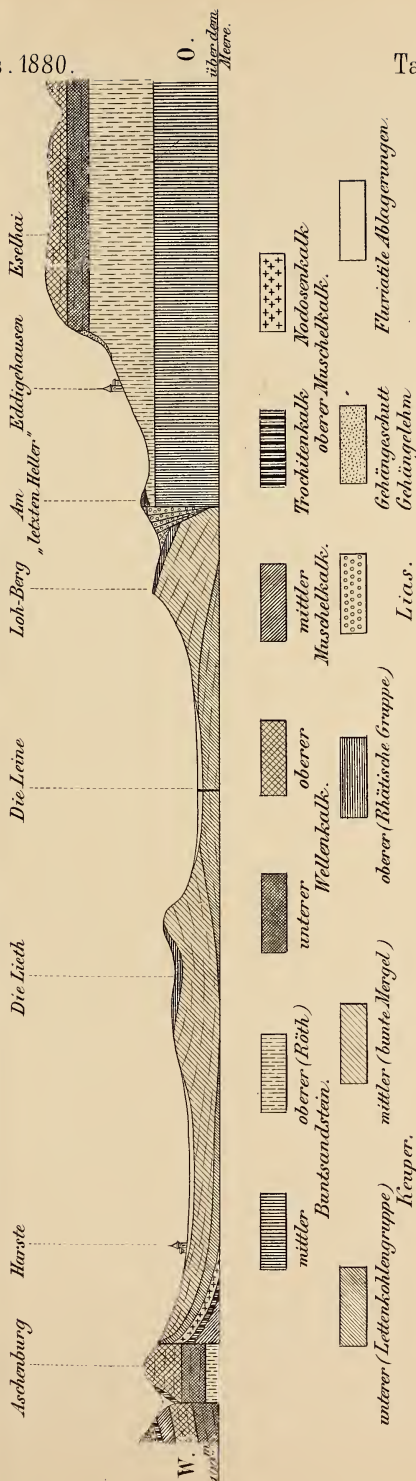 s. 1880.
Ta
Aschenburg
Harste
Die Lieth
Die Leine
Loh-Berg
Am
„letzten Heller”
Eddigehausen
Eselhai
W.
O.
über dem
Meere.
mittler
oberer (Röth)
Buntsandstein.
unterer
oberer
Wellenkalk.
mittler
Muschelkalk.
Trochitenkalk
Nodosenkalk
oberer Muschelkalk.
unterer (Lettenkohlengruppe)
mittler (bunte Mergel)
oberer (Rhätische Gruppe)
Keuper.
Lias.
Gehängeschutt
Gehängelehm
Fluviatile Ablagerungen.